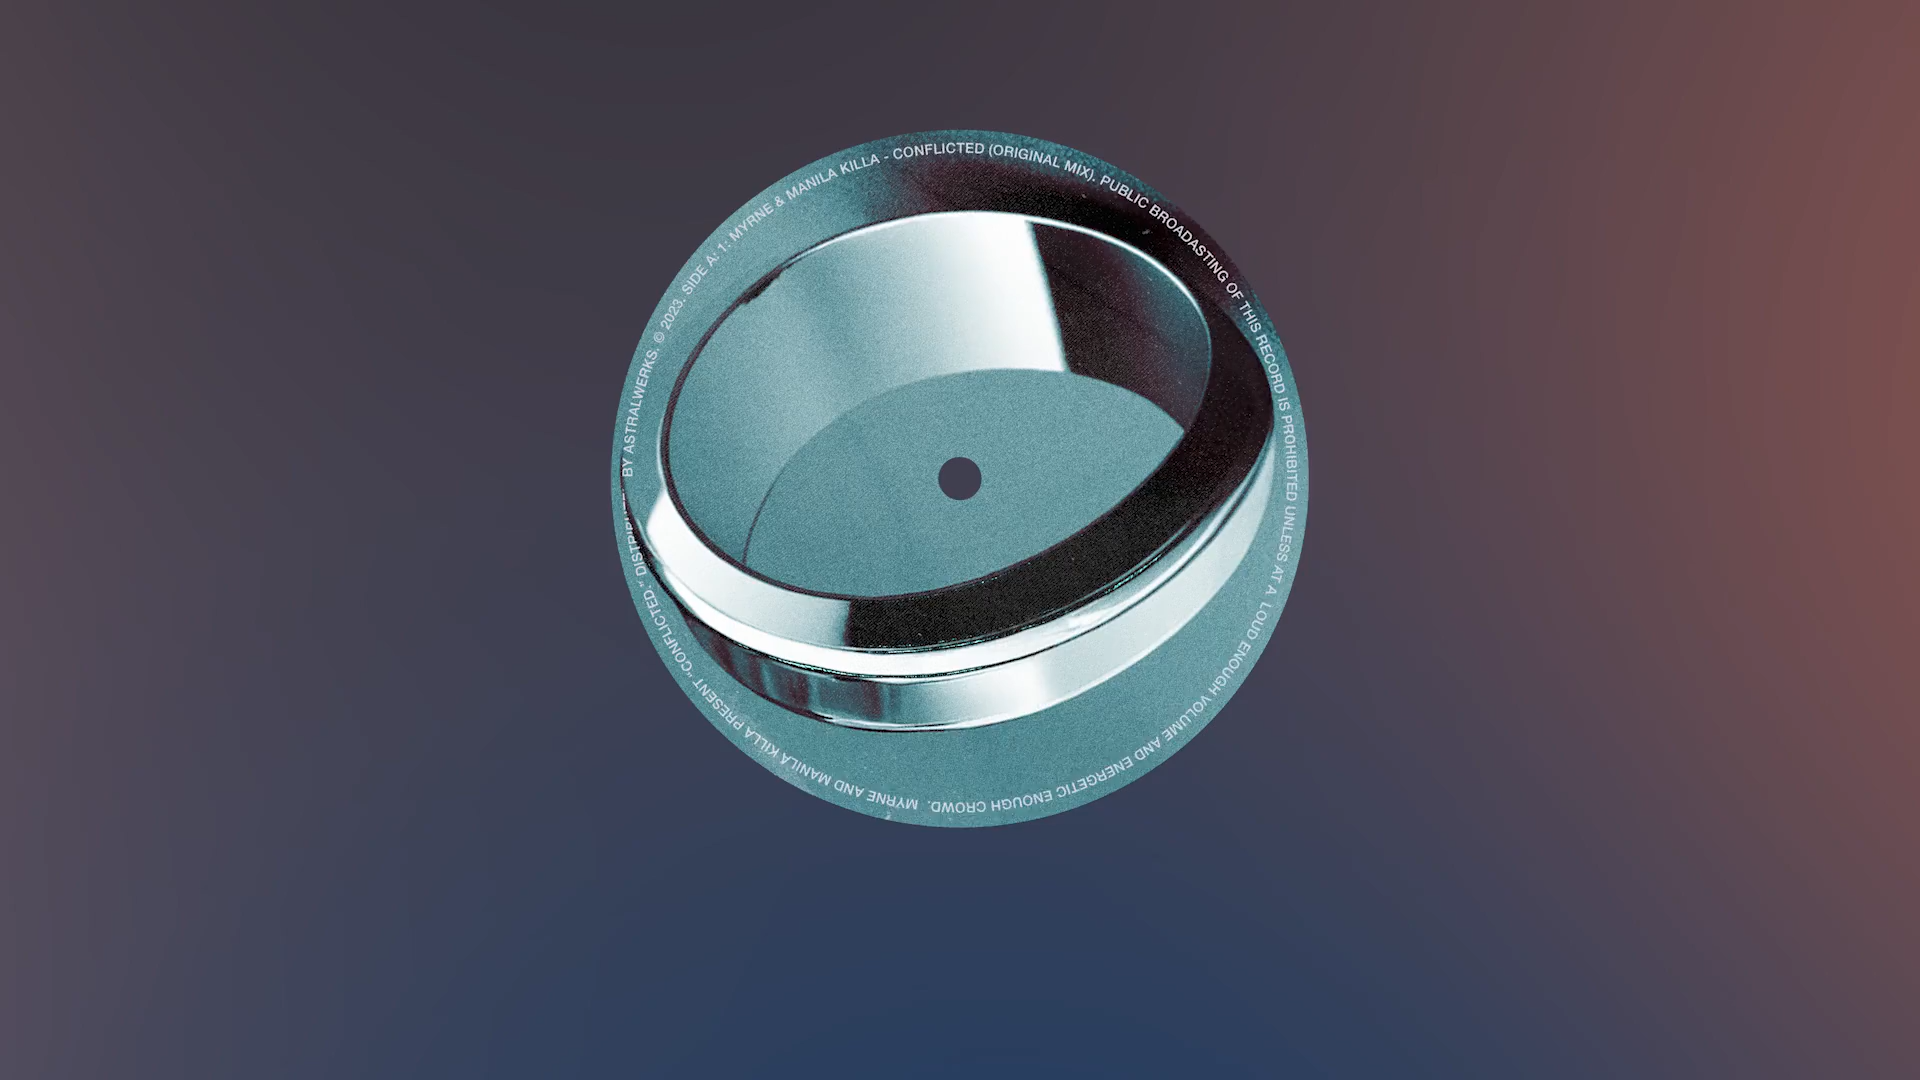 MYRNE AND MANILA KILLA PRESENT "CONFLICTED." DISTRIBUTED BY ASTRALWERKS. © 2023. SIDE A: 1: MYRNE & MANILA KILLA - CONFLICTED (ORIGINAL MIX). PUBLIC BROADASTING OF THIS RECORD IS PROHIBITED UNLESS AT A LOUD ENOUGH VOLUME AND ENERGETIC ENOUGH CROWD.